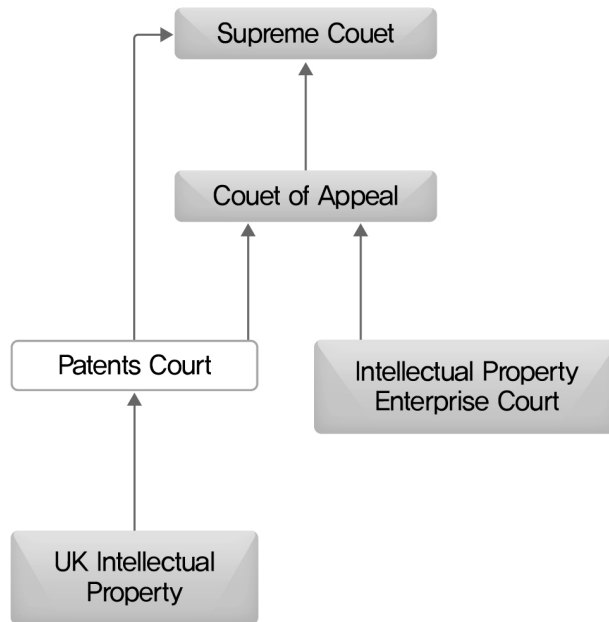 Supreme Couet
Couet of Appeal
Patents Court
Intellectual Property
Enterprise Court
UK Intellectual
Property